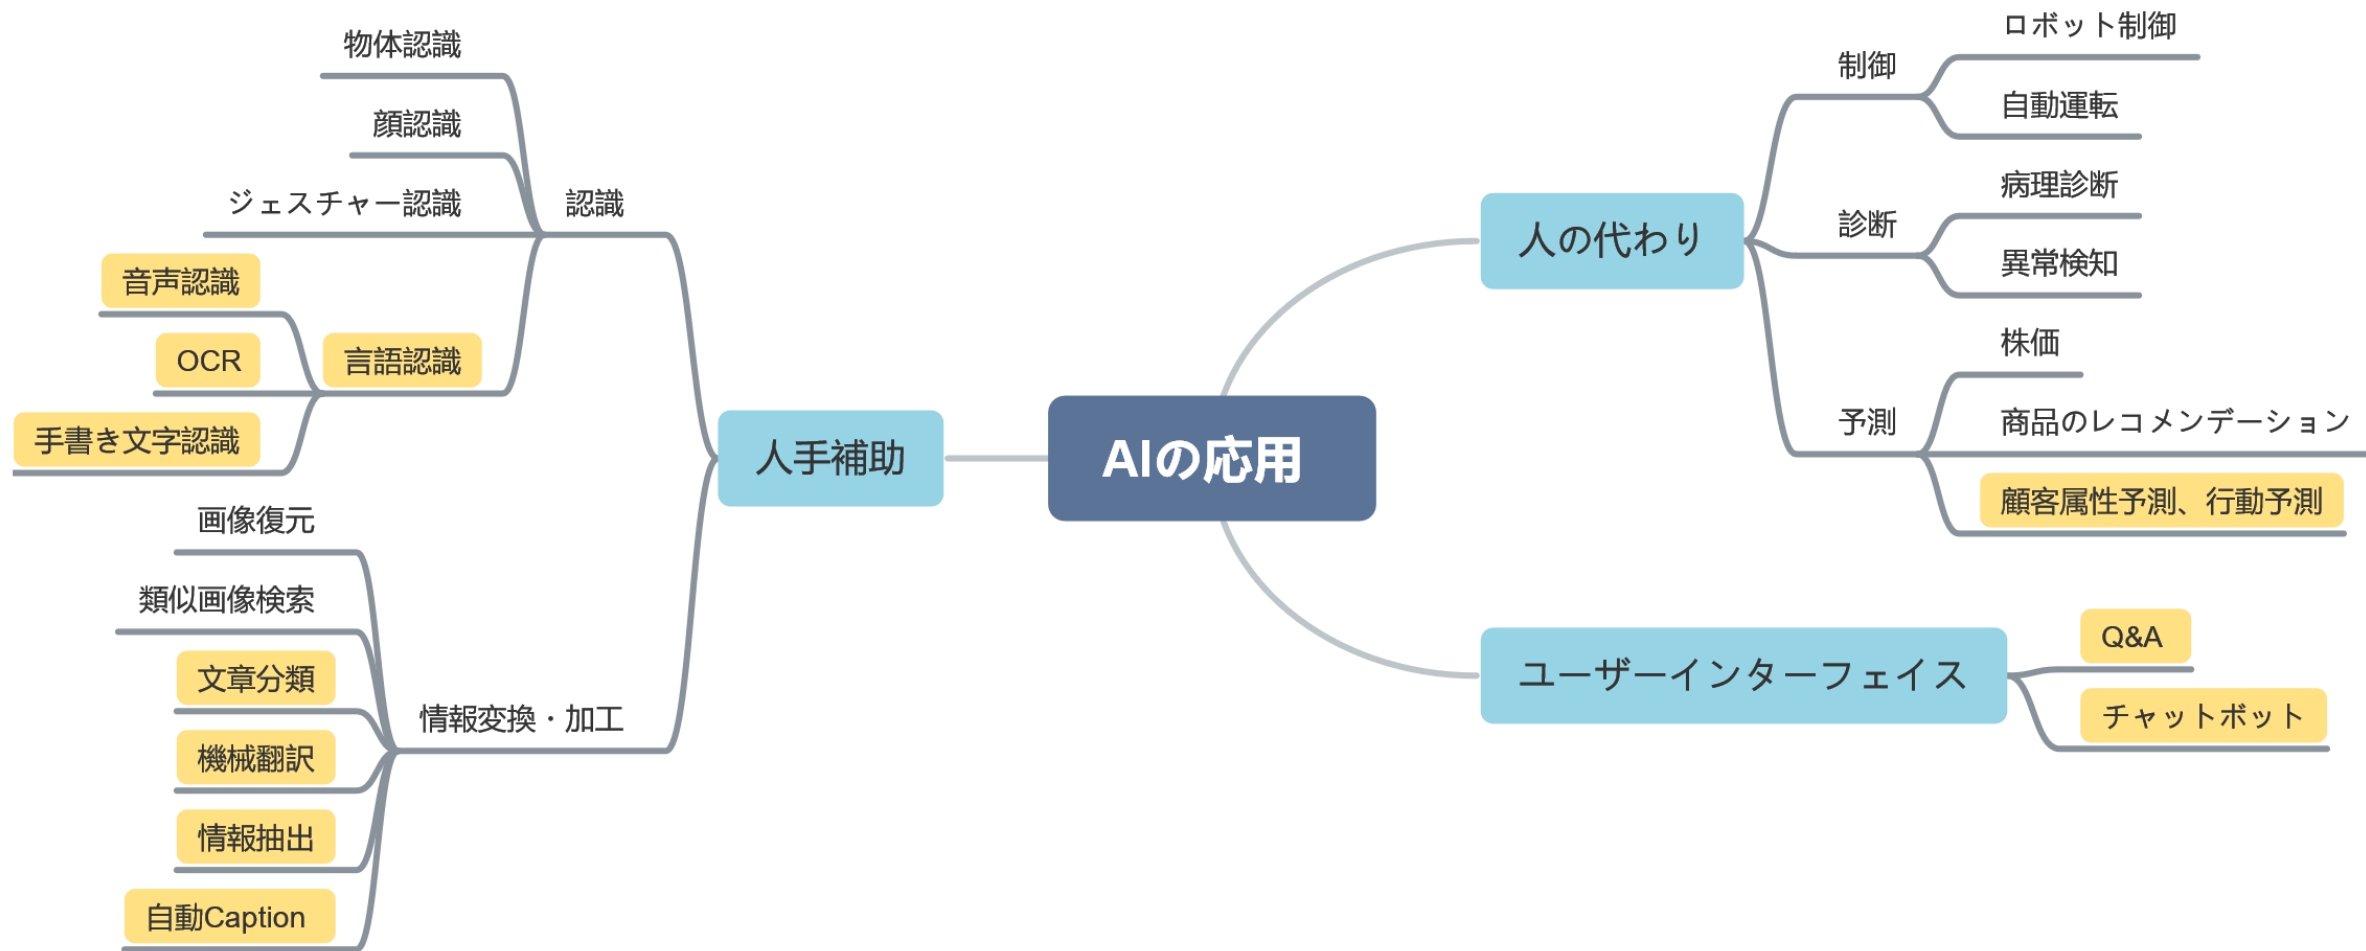 AIの応用
人の代わり
制御
ロボット制御
自動運転
診断
病理診断
異常検知
予測
株価
商品のレコメンデーション
顧客属性予測、行動予測
ユーザーインターフェイス
Q&A
チャットボット
人手補助
認識
物体認識
顔認識
ジェスチャー認識
言語認識
音声認識
OCR
手書き文字認識
情報変換・加工
画像復元
類似画像検索
文章分類
機械翻訳
情報抽出
自動Caption